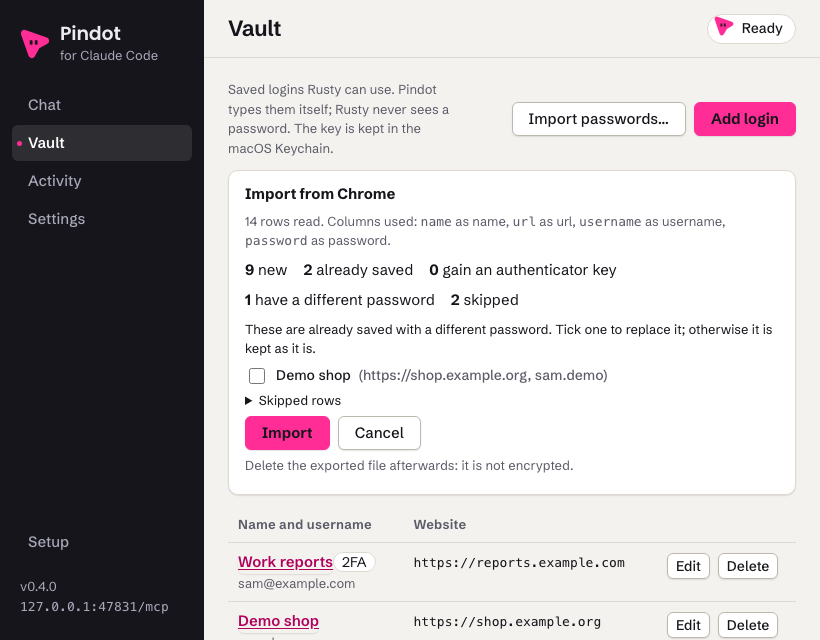 Pindot
for Claude Code
Chat
Vault
Activity
Settings
Setup
v0.4.0
127.0.0.1:47831/mcp
Vault
Ready
Saved logins Rusty can use. Pindot
types them itself; Rusty never sees a
password. The key is kept in the
macOS Keychain.
Import passwords…
Add login
Import from Chrome
14 rows read. Columns used: name as name, url as url, username as username,
password as password.
9 new 2 already saved 0 gain an authenticator key
1 have a different password 2 skipped
These are already saved with a different password. Tick one to replace it; otherwise it is
kept as it is.
Demo shop (https://shop.example.org, sam.demo)
Skipped rows
Import Cancel
Delete the exported file afterwards: it is not encrypted.
Name and username Website
Work reports 2FA https://reports.example.com Edit Delete
sam@example.com
Demo shop https://shop.example.org Edit Delete